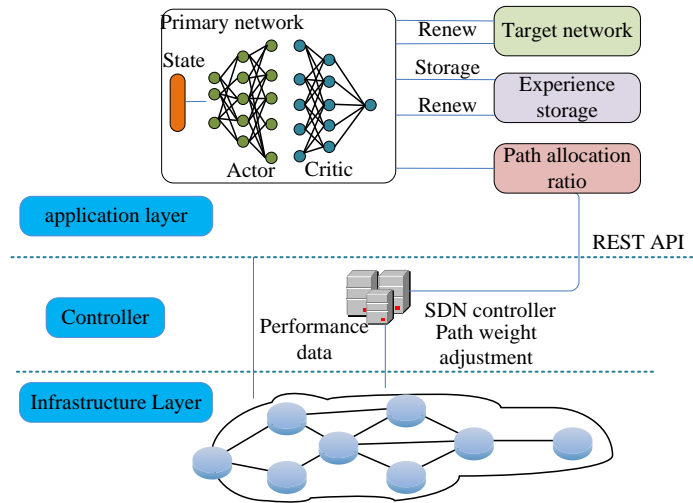 Primary network
State
Actor
Critic
Renew
Target network
Storage
Renew
Experience
storage
Path allocation
ratio
application layer
REST API
Controller
Performance
data
SDN controller
Path weight
adjustment
Infrastructure Layer